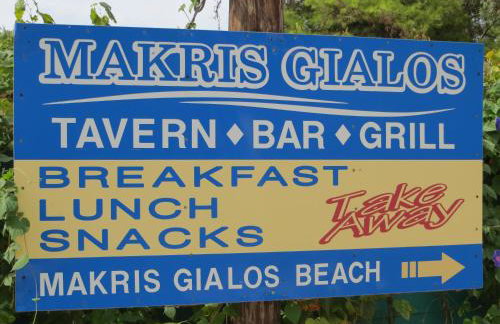 MAKRIS GIALOS
TAVERN ♦ BAR ♦ GRILL
BREAKFAST
LUNCH
SNACKS
Take
Away
MAKRIS GIALOS BEACH